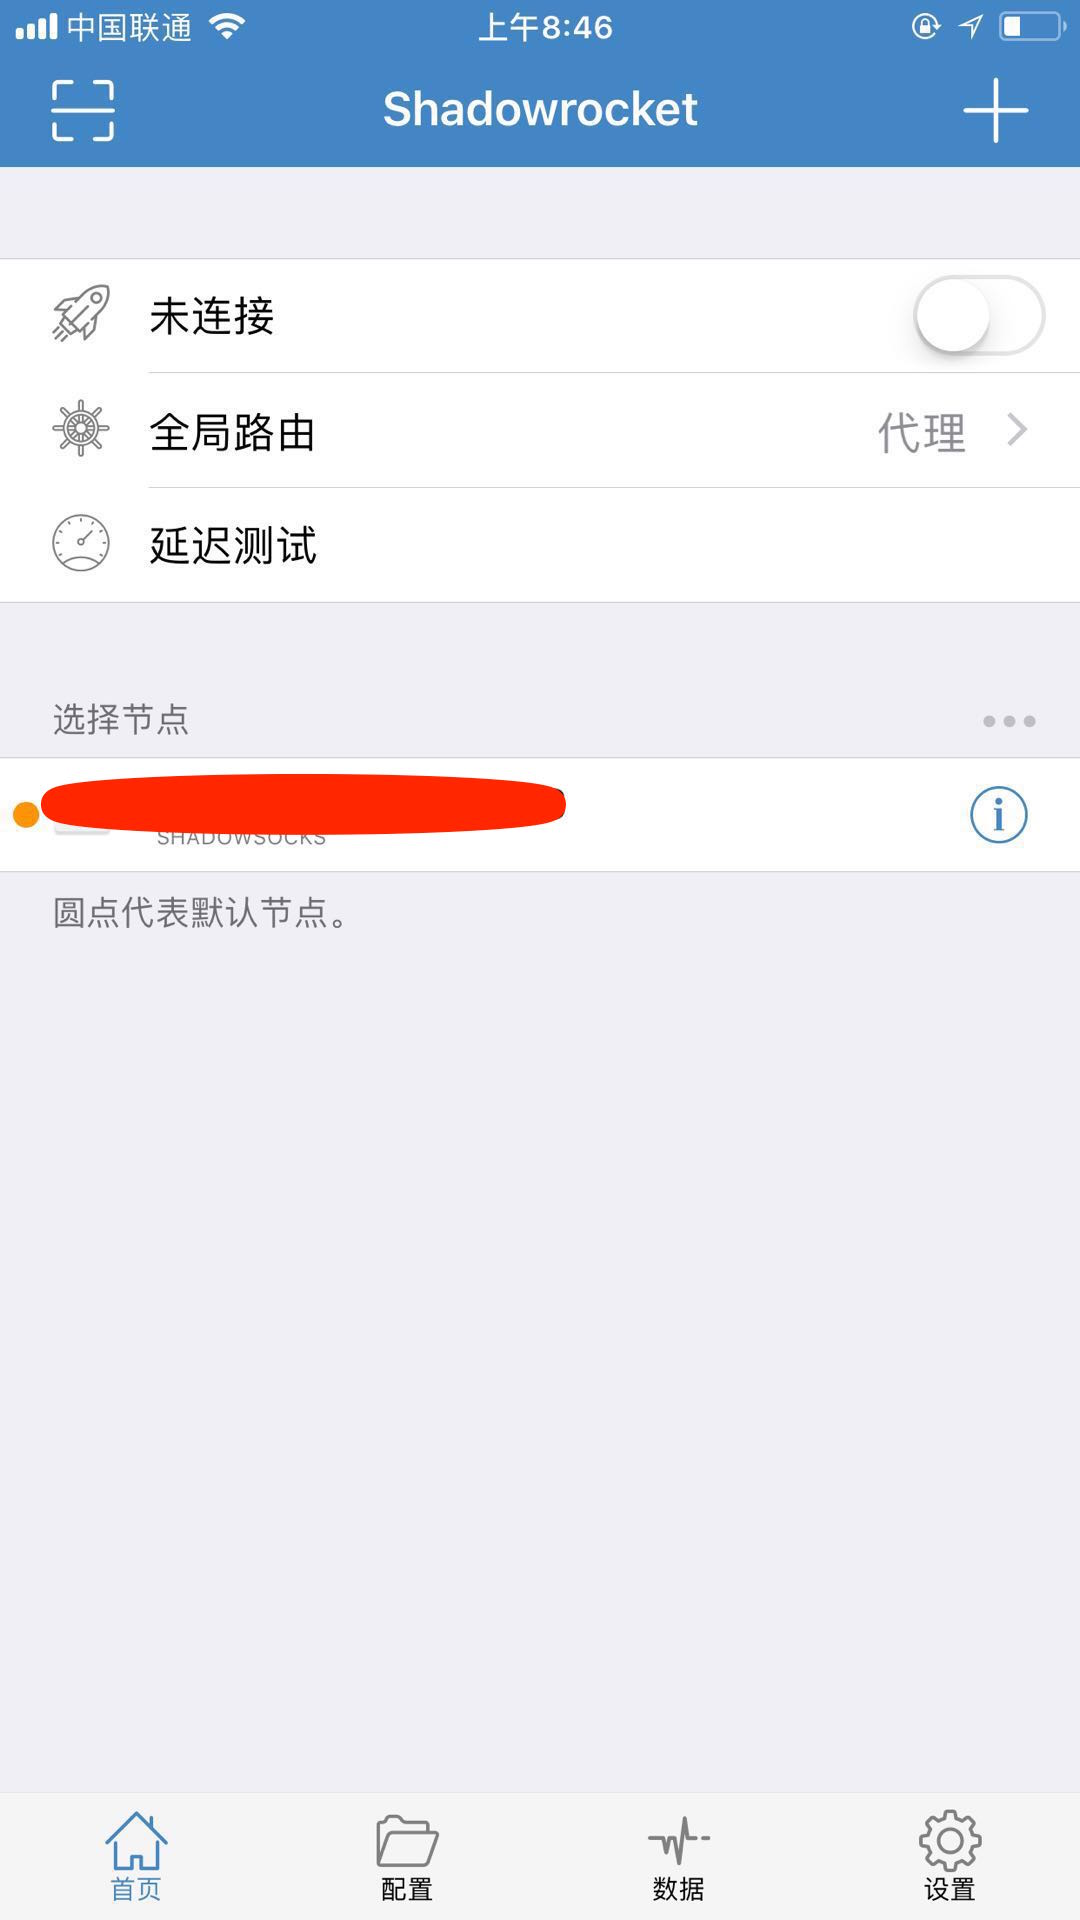 中国联通 上午8:46
Shadowrocket
未连接
全局路由 代理
延迟测试
选择节点
SHADOWSOCKS
圆点代表默认节点。
首页 配置 数据 设置